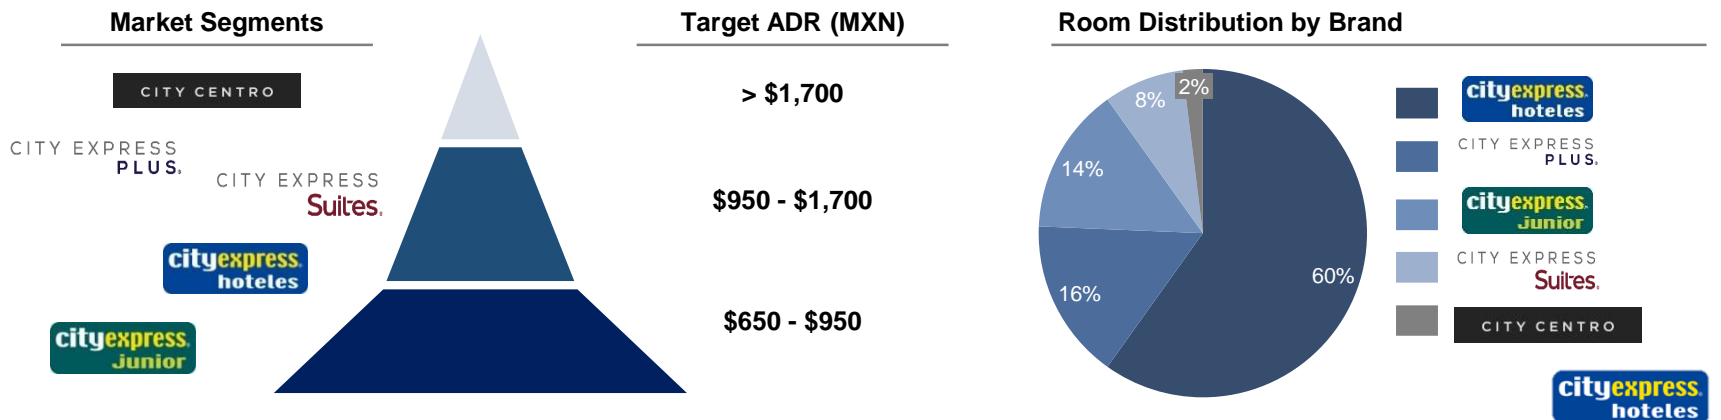 Market Segments
CITY CENTRO
CITY EXPRESS
PLUS®
CITY EXPRESS
Suites®
cityexpress®
hoteles
cityexpress®
junior
Target ADR (MXN)
> $1,700
$950 - $1,700
$650 - $950
Room Distribution by Brand
2%
8%
14%
16%
60%
cityexpress®
hoteles
CITY EXPRESS
PLUS®
cityexpress®
junior
CITY EXPRESS
Suites®
CITY CENTRO
cityexpress®
hoteles